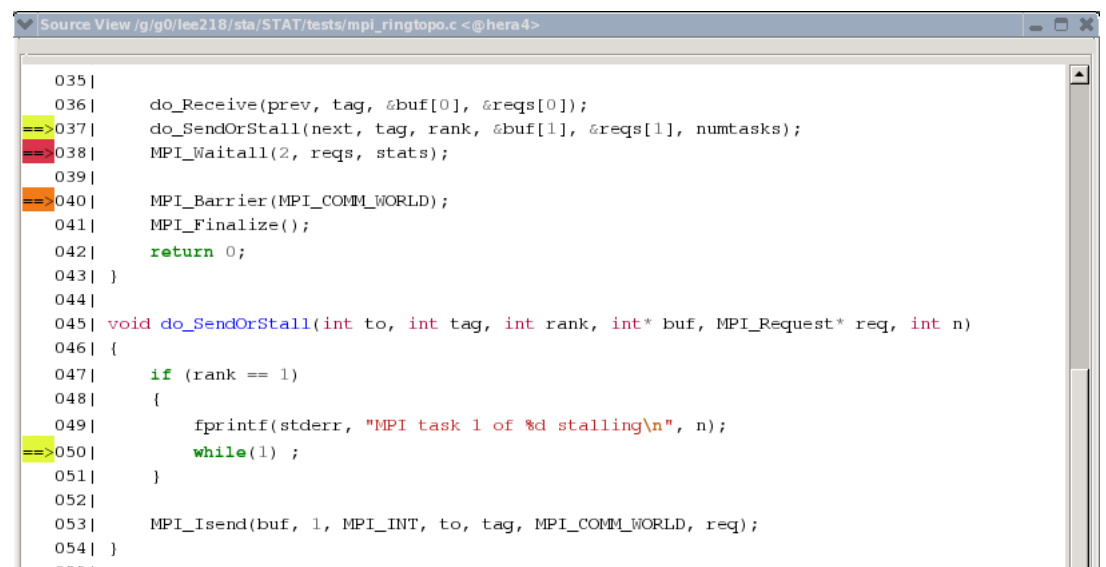 Source View /g/g0/lee218/sta/STAT/tests/mpi_ringtopo.c <@hera4>
035|
036| do_Receive(prev, tag, &buf[0], &reqs[0]);
==>037| do_SendOrStall(next, tag, rank, &buf[1], &reqs[1], numtasks);
==>038| MPI_Waitall(2, reqs, stats);
039|
==>040| MPI_Barrier(MPI_COMM_WORLD);
041| MPI_Finalize();
042| return 0;
043| }
044|
045| void do_SendOrStall(int to, int tag, int rank, int* buf, MPI_Request* req, int n)
046| {
047| if (rank == 1)
048| {
049| fprintf(stderr, "MPI task 1 of %d stalling\n", n);
==>050| while(1) ;
051| }
052|
053| MPI_Isend(buf, 1, MPI_INT, to, tag, MPI_COMM_WORLD, req);
054| }